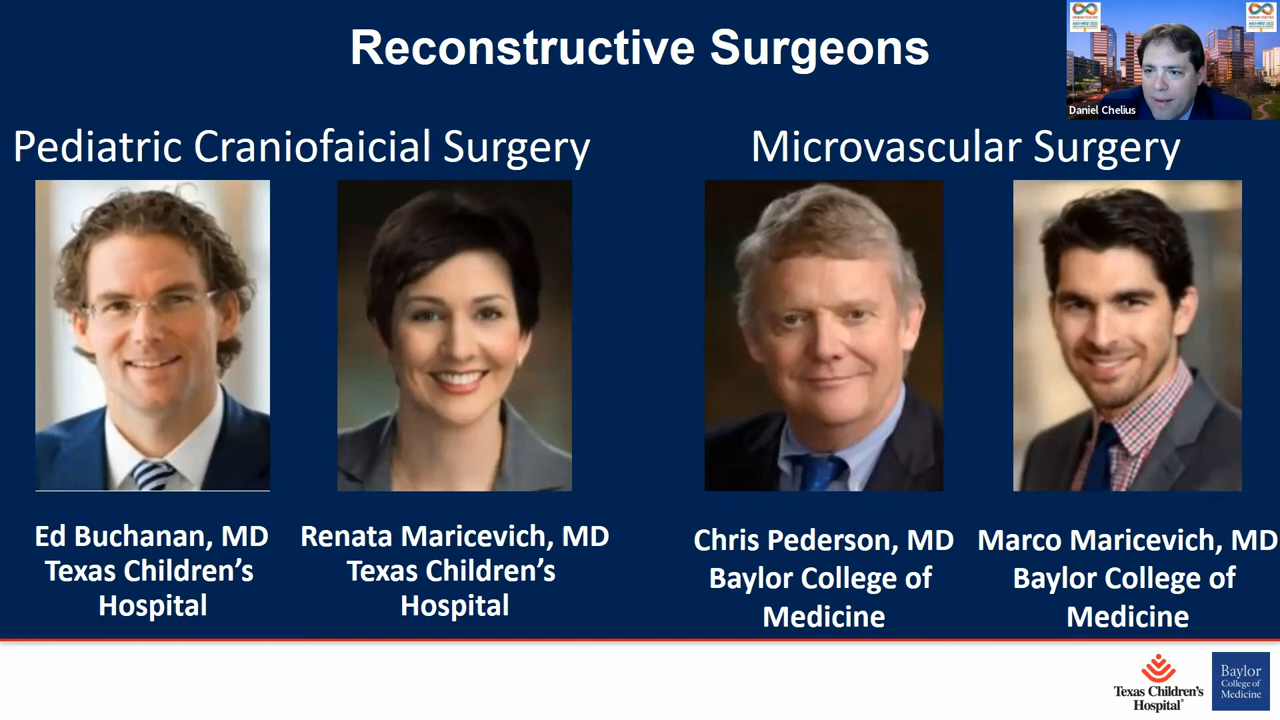 Reconstructive Surgeons
Daniel Chelius
Pediatric Craniofaicial Surgery
Microvascular Surgery
Ed Buchanan, MD
Texas Children's
Hospital
Renata Maricevich, MD
Texas Children's
Hospital
Chris Pederson, MD
Baylor College of
Medicine
Marco Maricevich, MD
Baylor College of
Medicine
Texas Children's
Hospital
Baylor
College of
Medicine